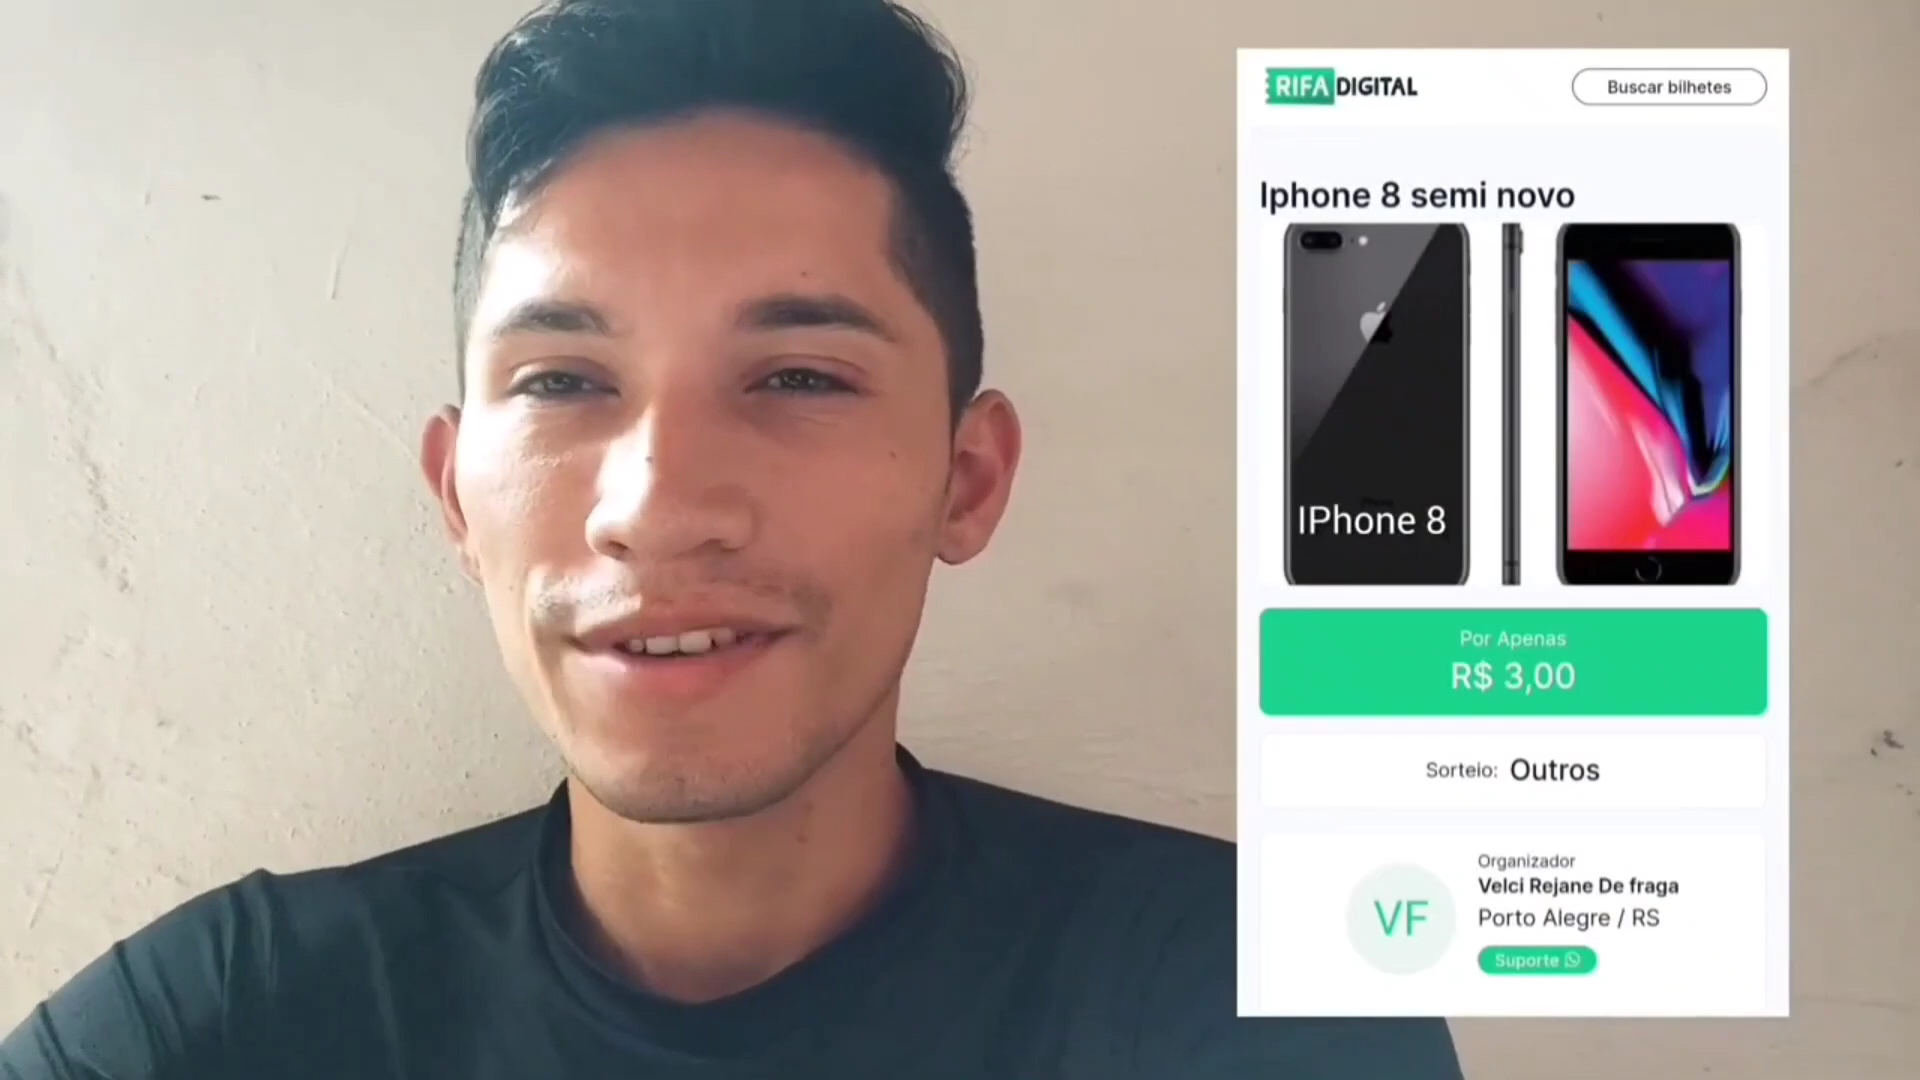 RIFA DIGITAL
Buscar bilhetes
Iphone 8 semi novo
IPhone 8
Por Apenas
R$ 3,00
Sorteio: Outros
Organizador
Velci Rejane De fraga
VF
Porto Alegre / RS
Suporte